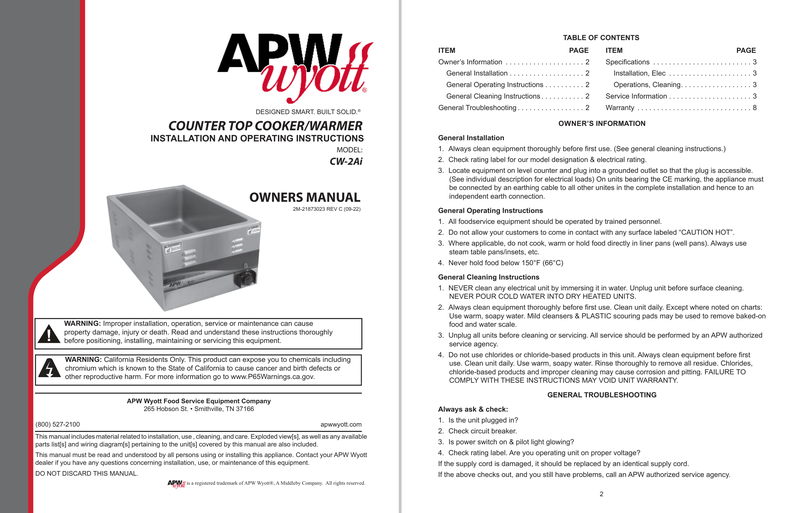 APW
wyott®
DESIGNED SMART. BUILT SOLID.®
COUNTER TOP COOKER/WARMER
INSTALLATION AND OPERATING INSTRUCTIONS
MODEL:
CW-2Ai
OWNERS MANUAL
2M-21873023 REV C (09-22)
APW
WARNING: Improper installation, operation, service or maintenance can cause
property damage, injury or death. Read and understand these instructions thoroughly
before positioning, installing, maintaining or servicing this equipment.
WARNING: California Residents Only. This product can expose you to chemicals including
chromium which is known to the State of California to cause cancer and birth defects or
other reproductive harm. For more information go to www.P65Warnings.ca.gov.
APW Wyott Food Service Equipment Company
265 Hobson St. • Smithville, TN 37166
(800) 527-2100 apwwyott.com
This manual includes material related to installation, use , cleaning, and care. Exploded view[s], as well as any available
parts list[s] and wiring diagram[s] pertaining to the unit[s] covered by this manual are also included.
This manual must be read and understood by all persons using or installing this appliance. Contact your APW Wyott
dealer if you have any questions concerning installation, use, or maintenance of this equipment.
DO NOT DISCARD THIS MANUAL.
APW wyott is a registered trademark of APW Wyott®, A Middleby Company. All rights reserved.
TABLE OF CONTENTS
ITEM PAGE ITEM PAGE
Owner's Information . . . . . . . . . . . . . . . . . . . . 2 Specifications . . . . . . . . . . . . . . . . . . . . . . . . . 3
General Installation . . . . . . . . . . . . . . . . . . . 2 Installation, Elec . . . . . . . . . . . . . . . . . . . . . 3
General Operating Instructions . . . . . . . . . . 2 Operations, Cleaning. . . . . . . . . . . . . . . . . . 3
General Cleaning Instructions . . . . . . . . . . . 2 Service Information . . . . . . . . . . . . . . . . . . . . . 3
General Troubleshooting . . . . . . . . . . . . . . . . . 2 Warranty . . . . . . . . . . . . . . . . . . . . . . . . . . . . . 8
OWNER'S INFORMATION
General Installation
1. Always clean equipment thoroughly before first use. (See general cleaning instructions.)
2. Check rating label for our model designation & electrical rating.
3. Locate equipment on level counter and plug into a grounded outlet so that the plug is accessible.
(See individual description for electrical loads) On units bearing the CE marking, the appliance must
be connected by an earthing cable to all other unites in the complete installation and hence to an
independent earth connection.
General Operating Instructions
1. All foodservice equipment should be operated by trained personnel.
2. Do not allow your customers to come in contact with any surface labeled "CAUTION HOT".
3. Where applicable, do not cook, warm or hold food directly in liner pans (well pans). Always use
steam table pans/insets, etc.
4. Never hold food below 150°F (66°C)
General Cleaning Instructions
1. NEVER clean any electrical unit by immersing it in water. Unplug unit before surface cleaning.
NEVER POUR COLD WATER INTO DRY HEATED UNITS.
2. Always clean equipment thoroughly before first use. Clean unit daily. Except where noted on charts:
Use warm, soapy water. Mild cleansers & PLASTIC scouring pads may be used to remove baked-on
food and water scale.
3. Unplug all units before cleaning or servicing. All service should be performed by an APW authorized
service agency.
4. Do not use chlorides or chloride-based products in this unit. Always clean equipment before first
use. Clean unit daily. Use warm, soapy water. Rinse thoroughly to remove all residue. Chlorides,
chloride-based products and improper cleaning may cause corrosion and pitting. FAILURE TO
COMPLY WITH THESE INSTRUCTIONS MAY VOID UNIT WARRANTY.
GENERAL TROUBLESHOOTING
Always ask & check:
1. Is the unit plugged in?
2. Check circuit breaker.
3. Is power switch on & pilot light glowing?
4. Check rating label. Are you operating unit on proper voltage?
If the supply cord is damaged, it should be replaced by an identical supply cord.
If the above checks out, and you still have problems, call an APW authorized service agency.
2